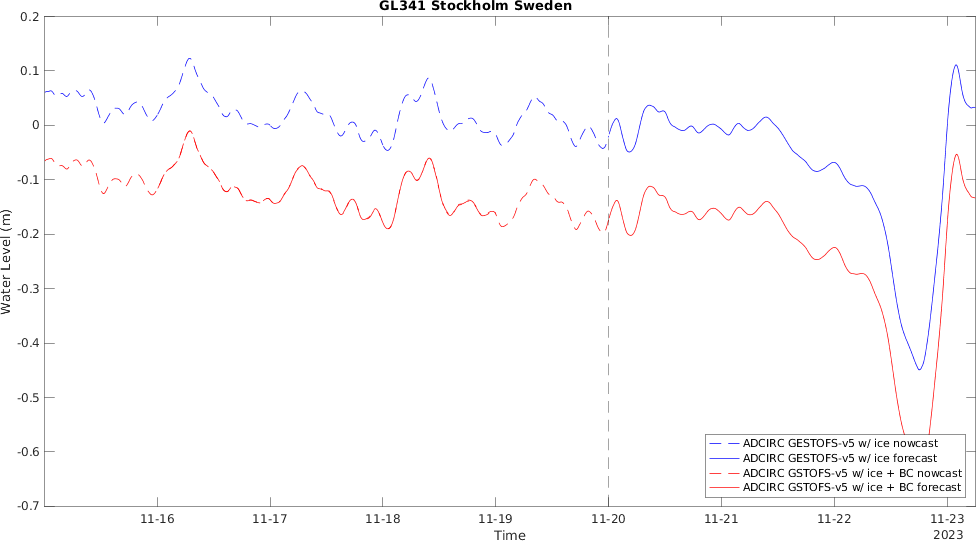 GL341 Stockholm Sweden
0.2
0.1
0
-0.1
-0.2
-0.3
-0.4
-0.5
-0.6
-0.7
Water Level (m)
ADCIRC GESTOFS-v5 w/ ice nowcast
ADCIRC GESTOFS-v5 w/ ice forecast
ADCIRC GSTOFS-v5 w/ ice + BC nowcast
ADCIRC GSTOFS-v5 w/ ice + BC forecast
11-16 11-17 11-18 11-19 11-20 11-21 11-22 11-23
2023
Time